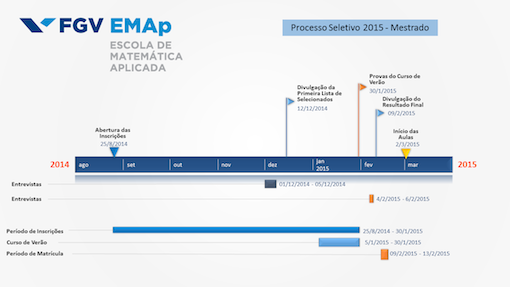 FGV EMAp
ESCOLA DE
MATEMÁTICA
APLICADA
Processo Seletivo 2015 - Mestrado
Abertura das
Inscrições
25/8/2014
Divulgação da
Primeira Lista de
Selecionados
12/12/2014
Provas do Curso de
Verão
30/1/2015
Divulgação do
Resultado Final
9/2/2015
Início das
Aulas
2/3/2015
2014 ago set out nov dez jan fev mar 2015
2015
Entrevistas 01/12/2014 - 05/12/2014
Entrevistas 4/2/2015 - 6/2/2015
Período de Inscrições 25/8/2014 - 30/1/2015
Curso de Verão 5/1/2015 - 30/1/2015
Período de Matrícula 09/2/2015 - 13/2/2015